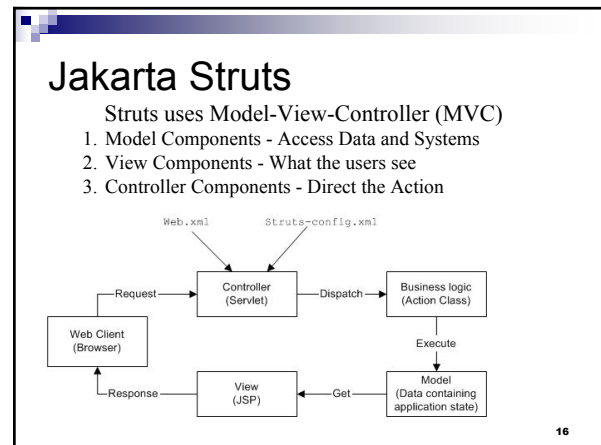 Jakarta Struts
Struts uses Model-View-Controller (MVC)
1. Model Components - Access Data and Systems
2. View Components - What the users see
3. Controller Components - Direct the Action
Web.xml
Struts-config.xml
Request
Controller
(Servlet)
Dispatch
Business logic
(Action Class)
Web Client
(Browser)
Execute
Response
View
(JSP)
Get
Model
(Data containing
application state)
16